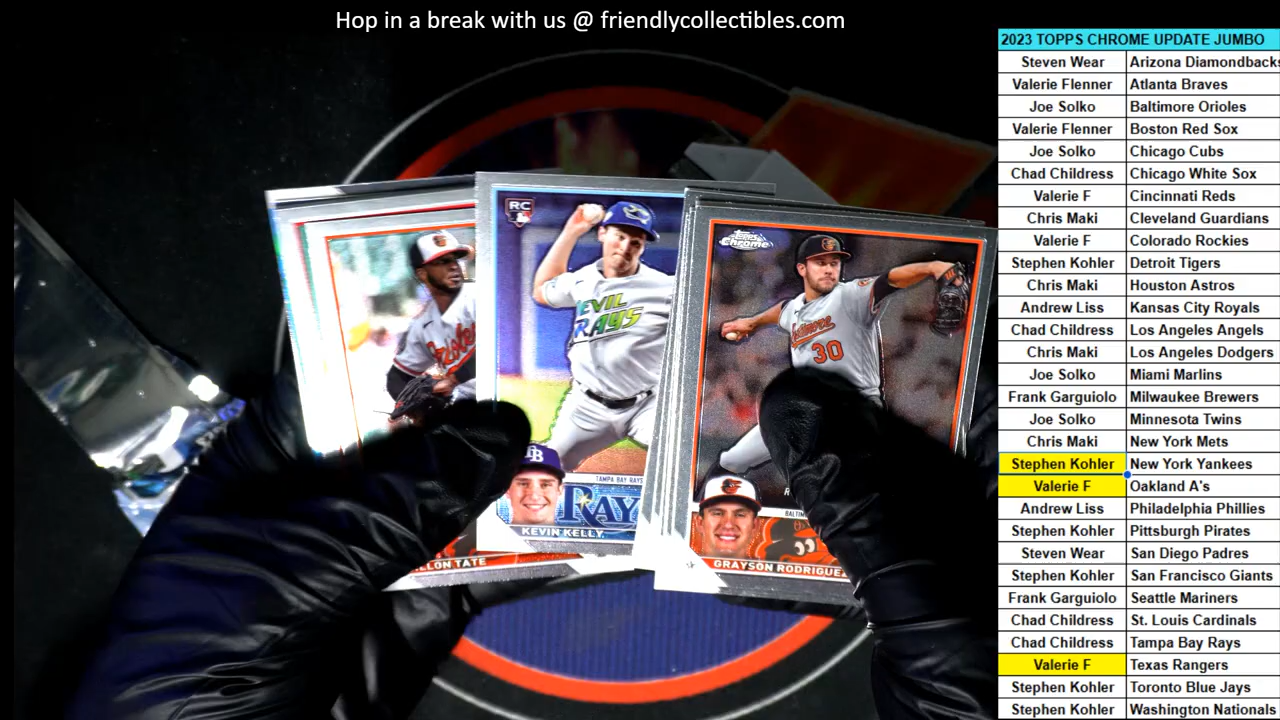 Hop in a break with us @ friendlycollectibles.com
2023 TOPPS CHROME UPDATE JUMBO
Steven Wear Arizona Diamondbacks
Valerie Flenner Atlanta Braves
Joe Solko Baltimore Orioles
Valerie Flenner Boston Red Sox
Joe Solko Chicago Cubs
Chad Childress Chicago White Sox
Valerie F Cincinnati Reds
Chris Maki Cleveland Guardians
Valerie F Colorado Rockies
Stephen Kohler Detroit Tigers
Chris Maki Houston Astros
Andrew Liss Kansas City Royals
Chad Childress Los Angeles Angels
Chris Maki Los Angeles Dodgers
Joe Solko Miami Marlins
Frank Garguiolo Milwaukee Brewers
Joe Solko Minnesota Twins
Chris Maki New York Mets
Stephen Kohler New York Yankees
Valerie F Oakland A's
Andrew Liss Philadelphia Phillies
Stephen Kohler Pittsburgh Pirates
Steven Wear San Diego Padres
Stephen Kohler San Francisco Giants
Frank Garguiolo Seattle Mariners
Chad Childress St. Louis Cardinals
Chad Childress Tampa Bay Rays
Valerie F Texas Rangers
Stephen Kohler Toronto Blue Jays
Stephen Kohler Washington Nationals
RC
TAMPA BAY RAYS
RAY
KEVIN KELLY
TATE
Topps
Chrome
30
GRAYSON RODRIGUEZ